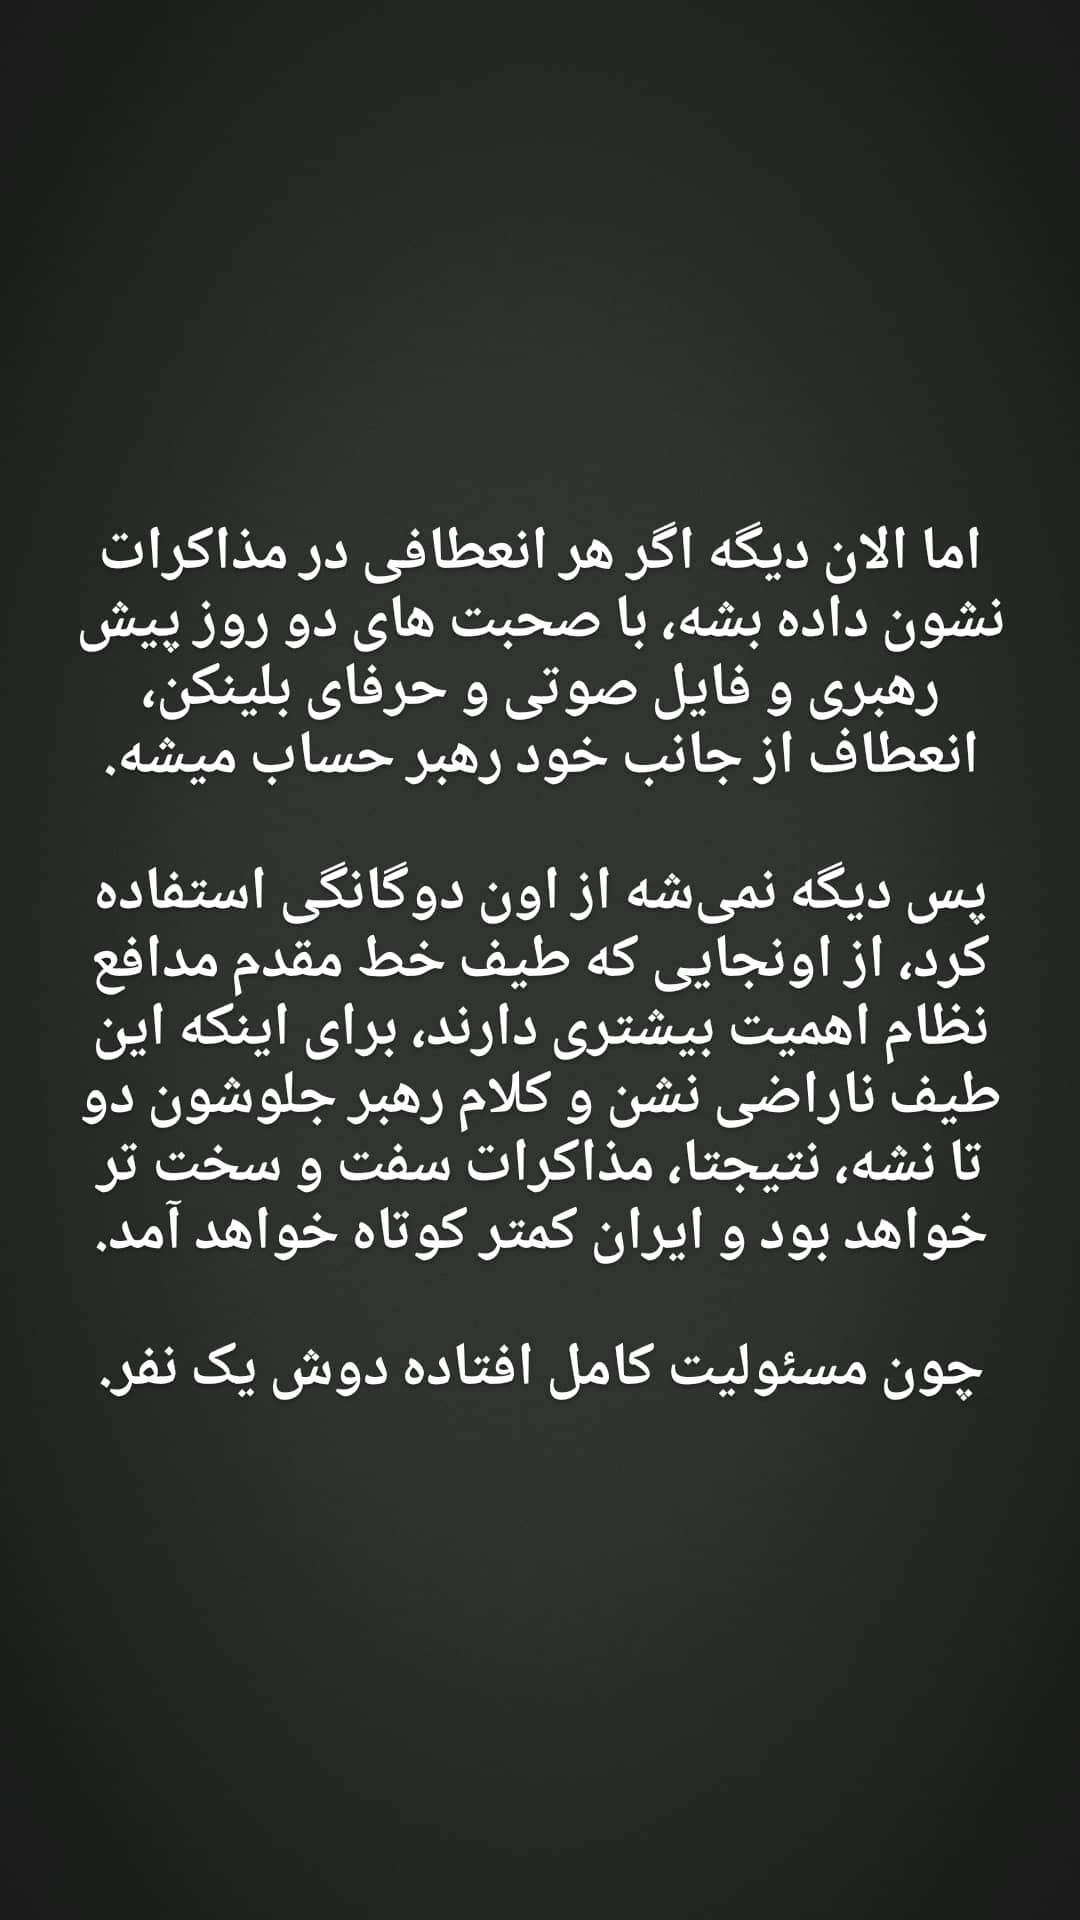 اما الان دیگه اگر هر انعطافی در مذاکرات
نشون داده بشه، با صحبت های دو روز پیش
رهبری و فایل صوتی و حرفای بلینکن،
انعطاف از جانب خود رهبر حساب میشه.
پس دیگه نمی‌شه از اون دوگانگی استفاده
کرد، از اونجایی که طیف خط مقدم مدافع
نظام اهمیت بیشتری دارند، برای اینکه این
طیف ناراضی نشن و کلام رهبر جلوشون دو
تا نشه، نتیجتا، مذاکرات سفت و سخت تر
خواهد بود و ایران کمتر کوتاه خواهد آمد.
چون مسئولیت کامل افتاده دوش یک نفر.